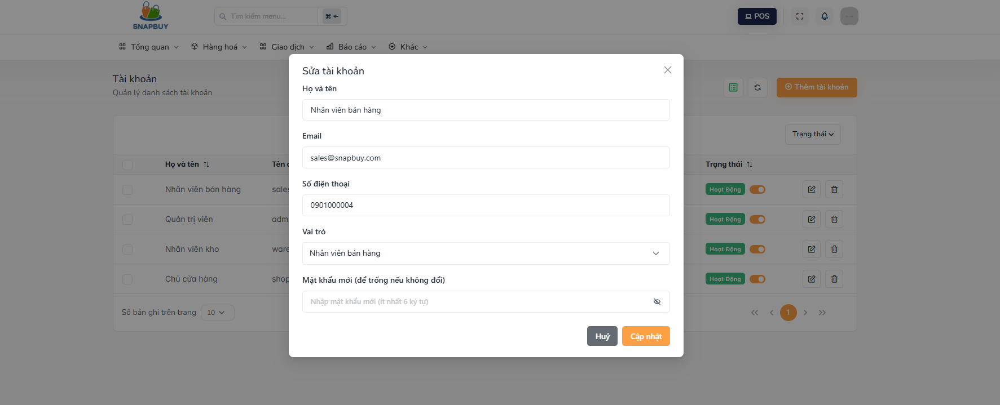 SNAPBUY
Tìm kiếm menu...
⌘ ←
POS
Tổng quan
Hàng hoá
Giao dịch
Báo cáo
Khác
Tài khoản
Quản lý danh sách tài khoản
Thêm tài khoản
Trạng thái
Họ và tên
Tên
Trạng thái
Nhân viên bán hàng
sales
Hoạt Động
Quản trị viên
adm
Hoạt Động
Nhân viên kho
ware
Hoạt Động
Chủ cửa hàng
shop
Hoạt Động
Số bản ghi trên trang
10
1
Sửa tài khoản
Họ và tên
Nhân viên bán hàng
Email
sales@snapbuy.com
Số điện thoại
0901000004
Vai trò
Nhân viên bán hàng
Mật khẩu mới (để trống nếu không đổi)
Nhập mật khẩu mới (ít nhất 6 ký tự)
Huỷ
Cập nhật